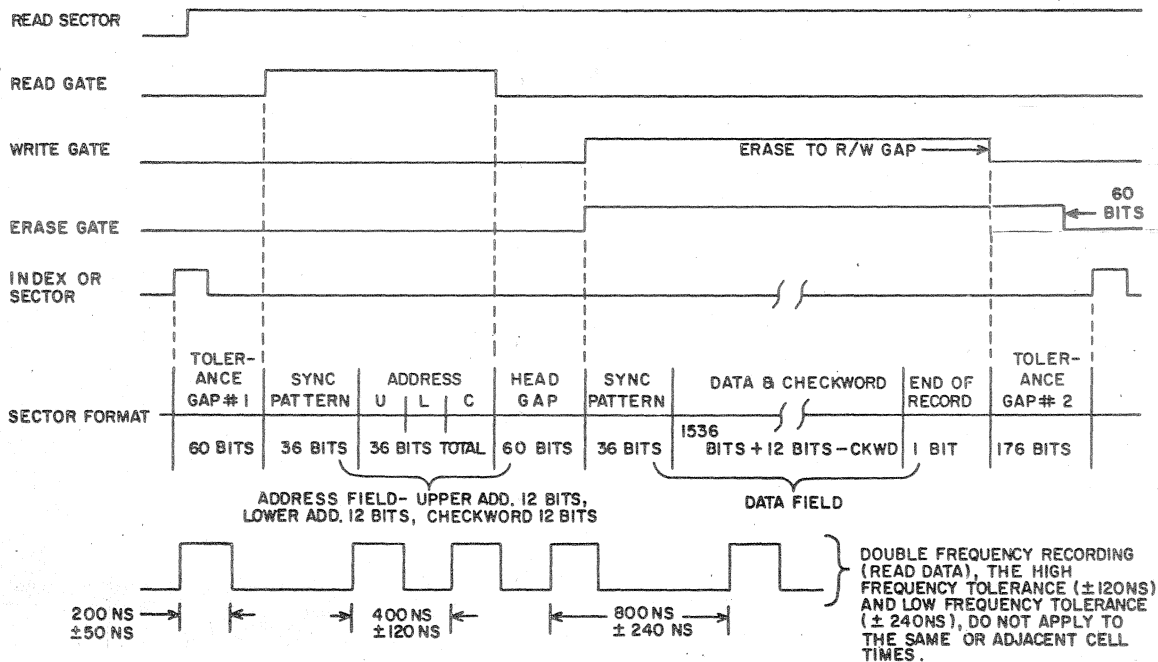 READ SECTOR
READ GATE
WRITE GATE
ERASE TO R/W GAP
ERASE GATE
60
BITS
INDEX OR
SECTOR
TOLER-
ANCE
GAP#1
SYNC
PATTERN
ADDRESS
U L C
HEAD
GAP
SYNC
PATTERN
DATA & CHECKWORD
END OF
RECORD
TOLER-
ANCE
GAP#2
SECTOR FORMAT
60 BITS
36 BITS
36 BITS TOTAL
60 BITS
36 BITS
1536
BITS+12 BITS-CKWD
1 BIT
176 BITS
ADDRESS FIELD- UPPER ADD. 12 BITS,
LOWER ADD. 12 BITS, CHECKWORD 12 BITS
DATA FIELD
200 NS
±50 NS
400 NS
±120 NS
800 NS
± 240 NS
DOUBLE FREQUENCY RECORDING
(READ DATA), THE HIGH
FREQUENCY TOLERANCE (±120NS)
AND LOW FREQUENCY TOLERANCE
(± 240NS), DO NOT APPLY TO
THE SAME OR ADJACENT CELL
TIMES.